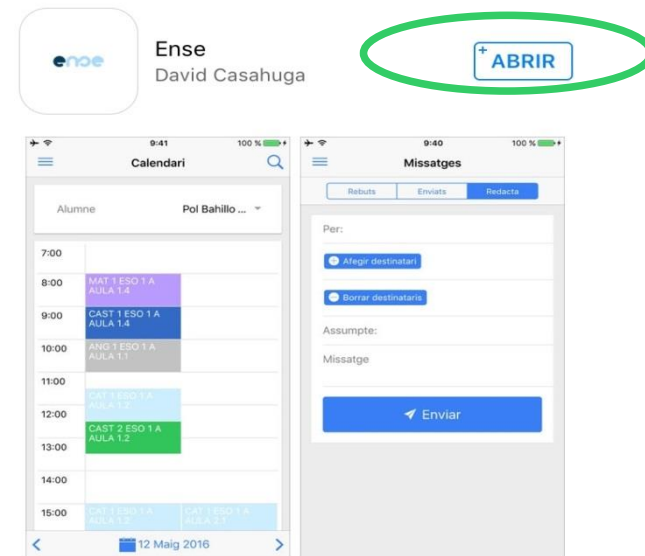 ense
Ense
David Casahuga
+ ABRIR
9:41
100 %
Calendari
Alumne
Pol Bahillo ...
7:00
8:00
MAT 1 ESO 1 A
AULA 1.4
9:00
CAST 1 ESO 1 A
AULA 1.4
10:00
ANG 1 ESO 1 A
AULA 1.1
11:00
CAT 1 ESO 1 A
AULA 1.2
12:00
CAST 2 ESO 1 A
AULA 1.2
13:00
14:00
15:00
CAT 1 ESO 1 A
AULA 1.2
CAT 1 ESO 1 A
AULA 2.1
12 Maig 2016
9:40
100 %
Missatges
Rebuts
Enviats
Redacta
Per:
Afegir destinatari
Borrar destinataris
Assumpte:
Missatge
Enviar